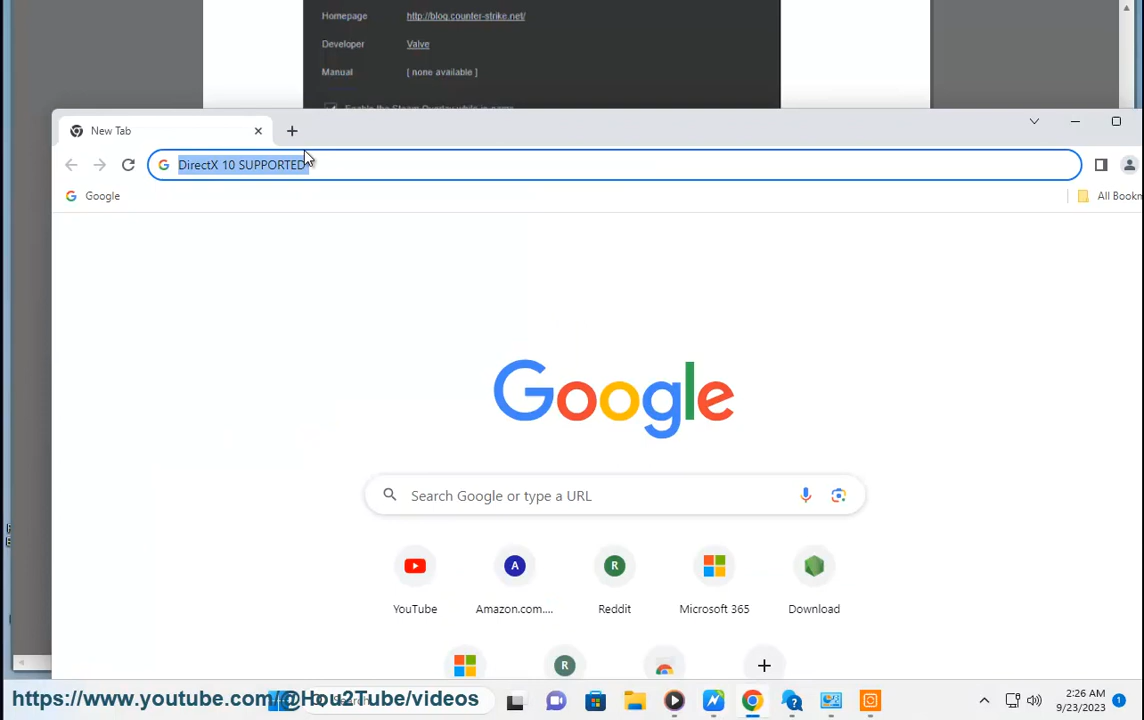 Homepage http://blog.counter-strike.net/
Developer Valve
Manual [ none available ]
New Tab
DirectX 10 SUPPORTED
Google
Google
Search Google or type a URL
YouTube Amazon.com.... Reddit Microsoft 365 Download
A R
R
https://www.youtube.com/@How2Tube/videos
2:26 AM
9/23/2023
1